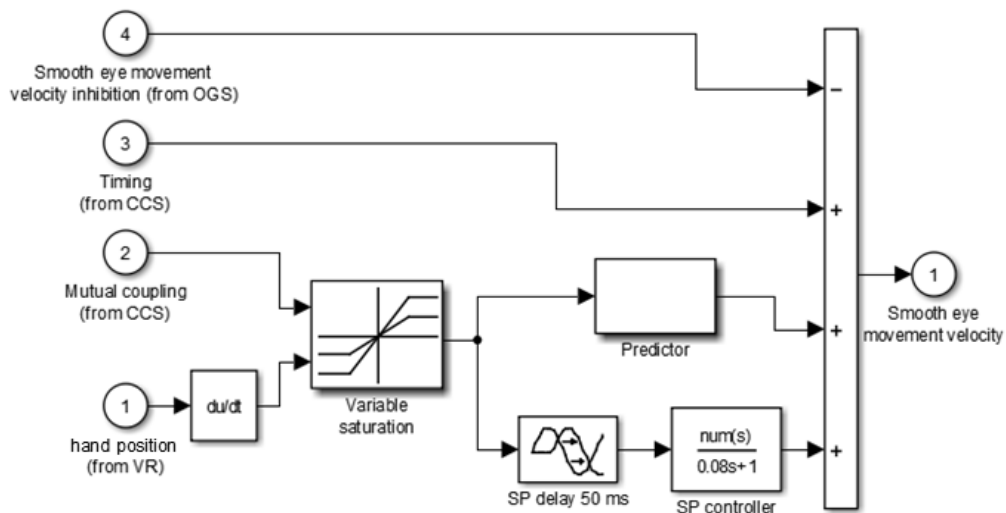 4
Smooth eye movement
velocity inhibition (from OGS)
−
3
Timing
(from CCS)
+
2
Mutual coupling
(from CCS)
1
Smooth eye
movement velocity
Predictor
+
1
hand position
(from VR)
du/dt
Variable
saturation
SP delay 50 ms
num(s)
0.08s+1
SP controller
+